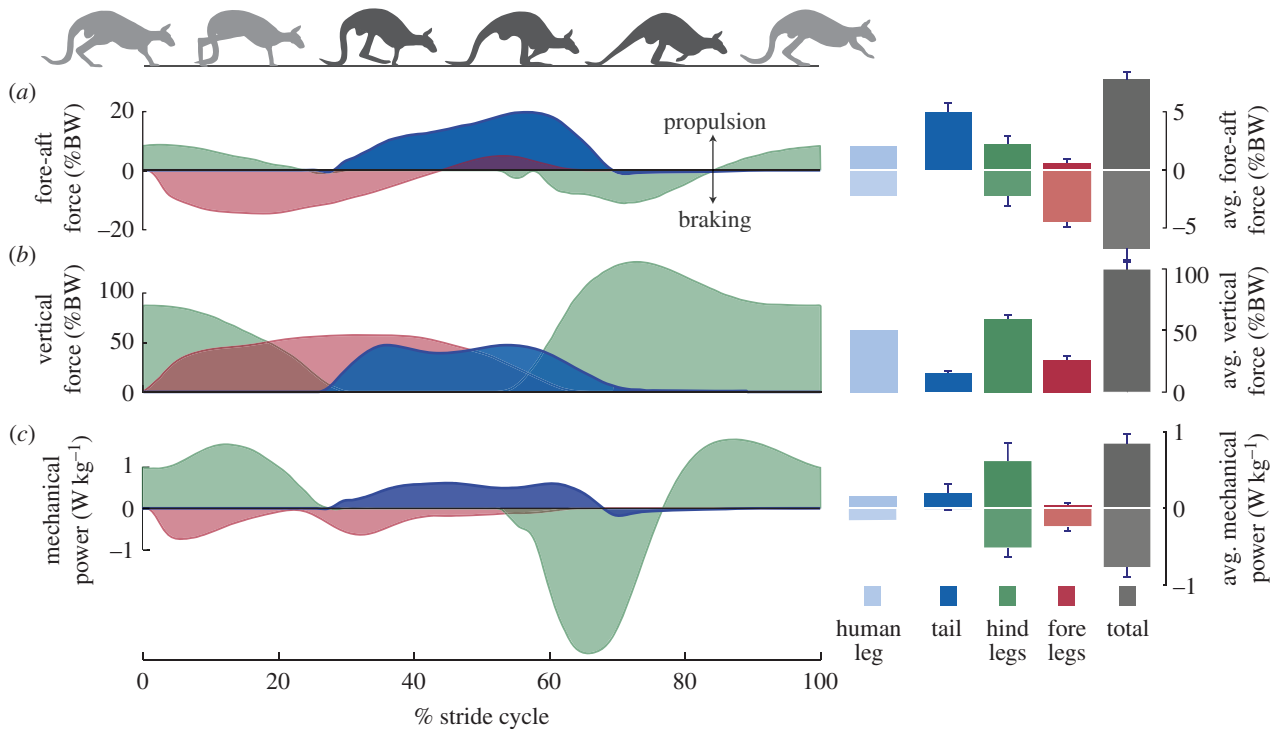 (a)
fore-aft
force (%BW)
20
0
–20
propulsion
braking
5
0
–5
avg. fore-aft
force (%BW)
(b)
vertical
force (%BW)
100
50
0
100
50
0
avg. vertical
force (%BW)
(c)
mechanical
power (W kg–1)
1
0
–1
1
0
–1
avg. mechanical
power (W kg–1)
human
leg
tail
hind
legs
fore
legs
total
0
20
40
60
80
100
% stride cycle